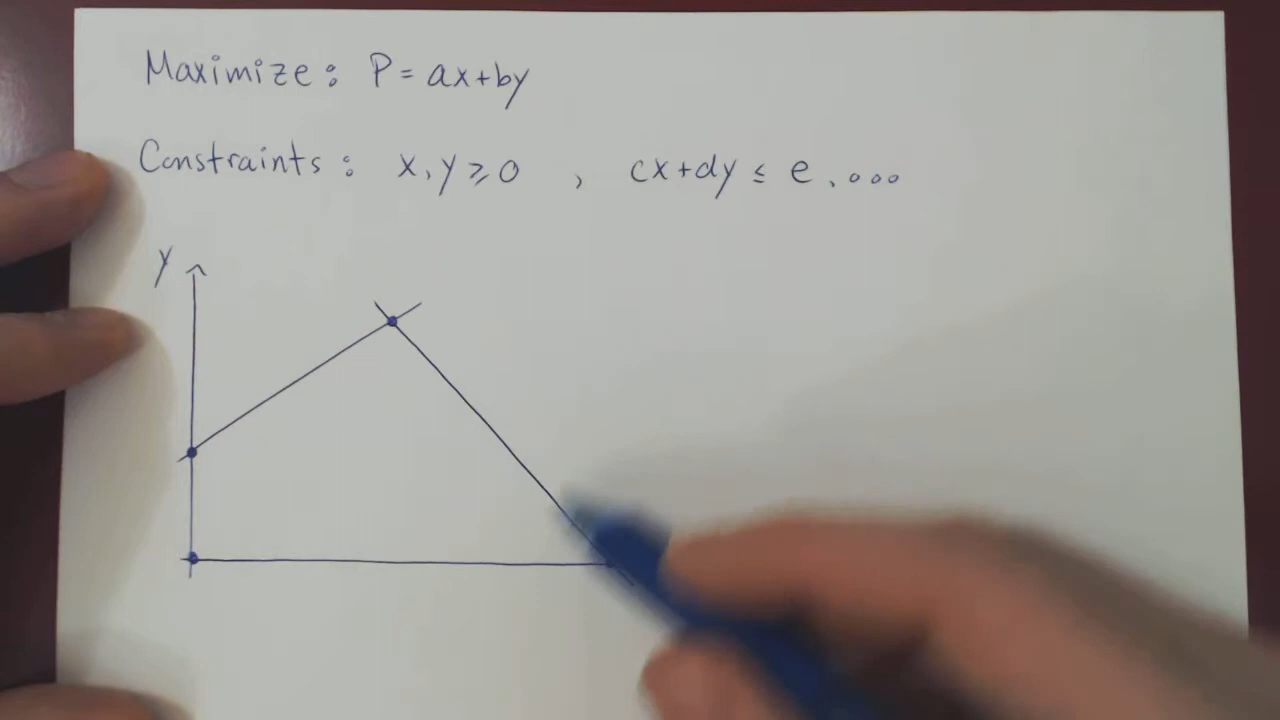 Maximize: P = ax+by
Constraints: x, y ≥ 0 , cx+dy ≤ e, ...
y